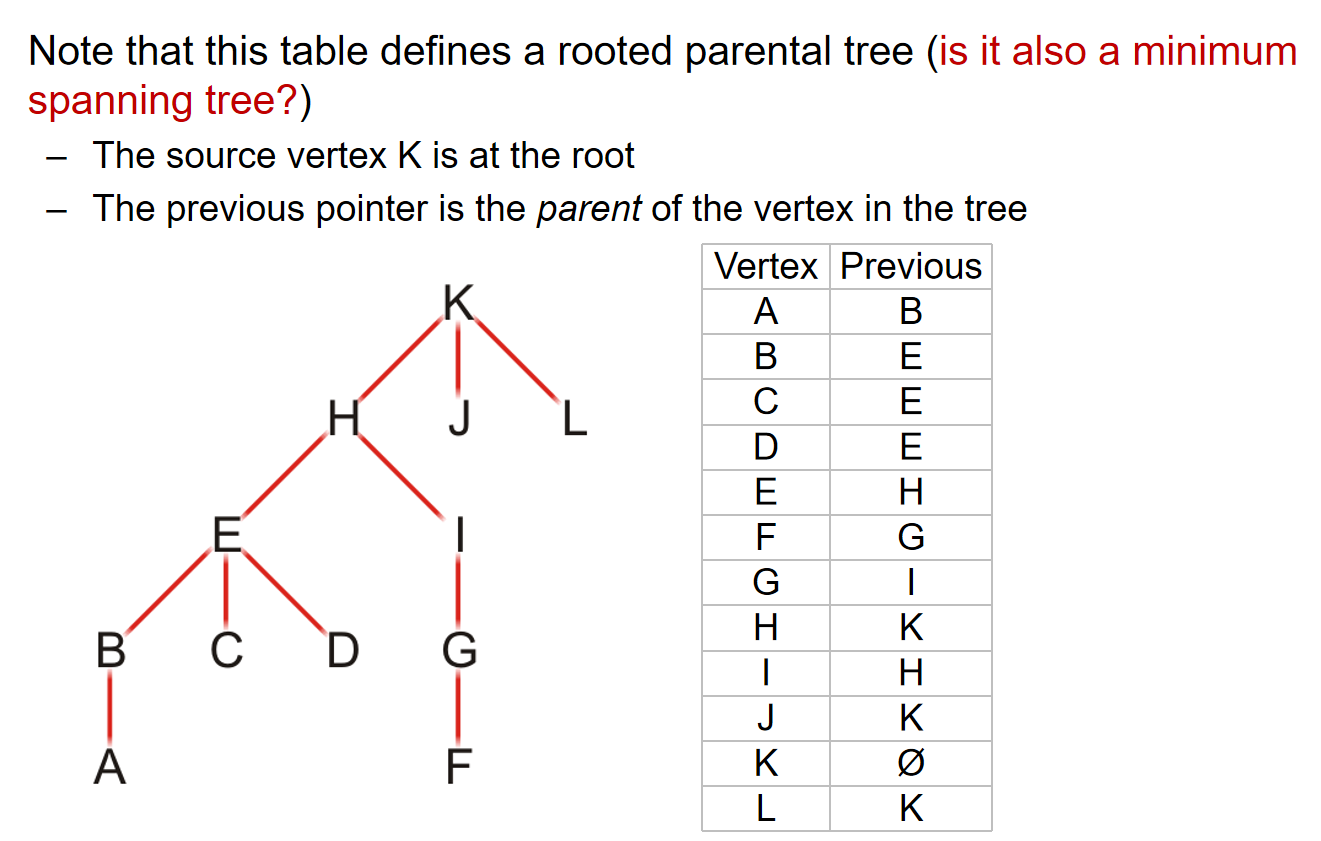 Note that this table defines a rooted parental tree (is it also a minimum
spanning tree?)
– The source vertex K is at the root
– The previous pointer is the parent of the vertex in the tree
K
H J L
E I
B C D G
A F
Vertex Previous
A B
B E
C E
D E
E H
F G
G I
H K
I H
J K
K Ø
L K